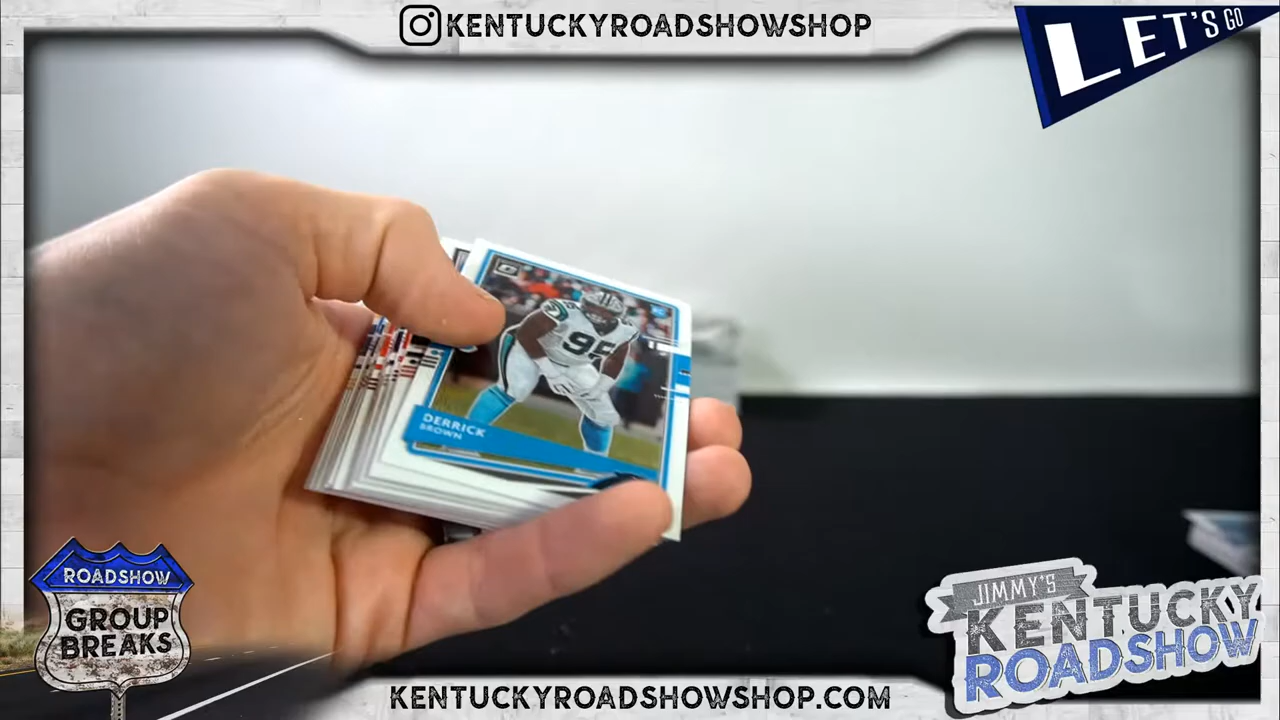 KENTUCKYROADSHOWSHOP
LET'S GO
95
DERRICK
BROWN
ROADSHOW
GROUP
BREAKS
JIMMY'S
KENTUCKY
ROADSHOW
KENTUCKYROADSHOWSHOP.COM